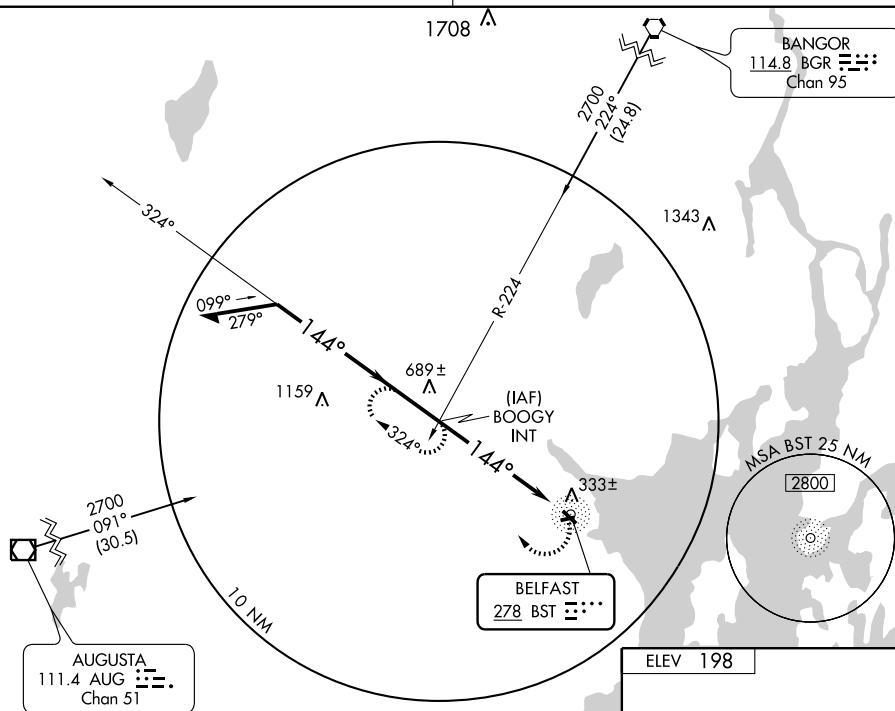 1708
BANGOR
114.8 BGR
Chan 95
2700
224°
(24.8)
324°
1343
R-224
099°
279°
144°
689±
1159
(IAF)
BOOGY
INT
324°
144°
MSA BST 25 NM
2800
333±
2700
091°
(30.5)
BELFAST
278 BST
10 NM
AUGUSTA
111.4 AUG
Chan 51
ELEV 198